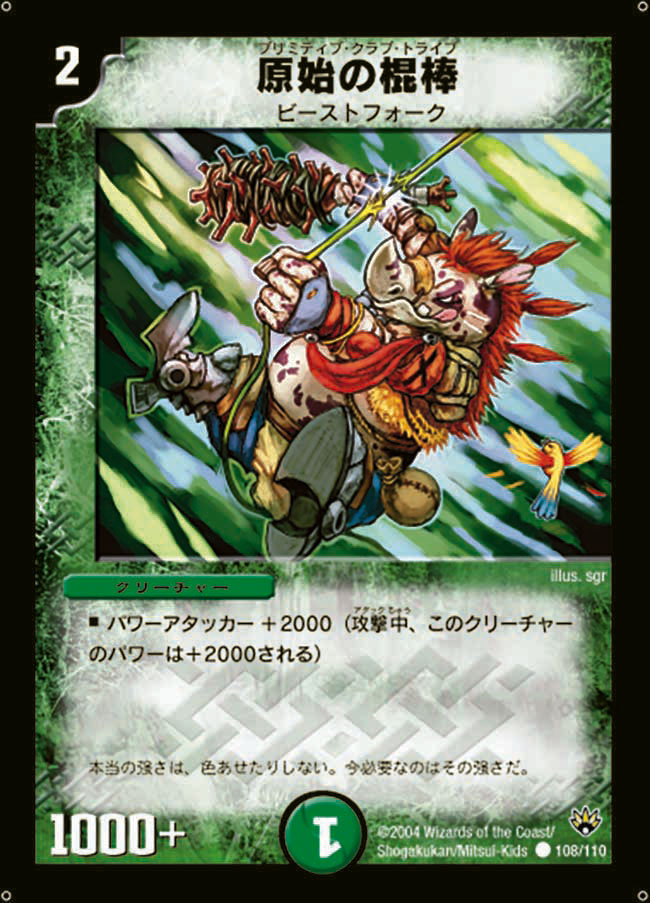 2
プリミティブ・クラブ・トライブ
原始の棍棒
ビーストフォーク
illus. sgr
クリーチャー
■ パワーアタッカー＋2000（攻撃中、このクリーチャー
のパワーは＋2000される）
本当の強さは、色あせたりしない。今必要なのはその強さだ。
1000+
1
©2004 Wizards of the Coast/
Shogakukan/Mitsui-Kids
108/110